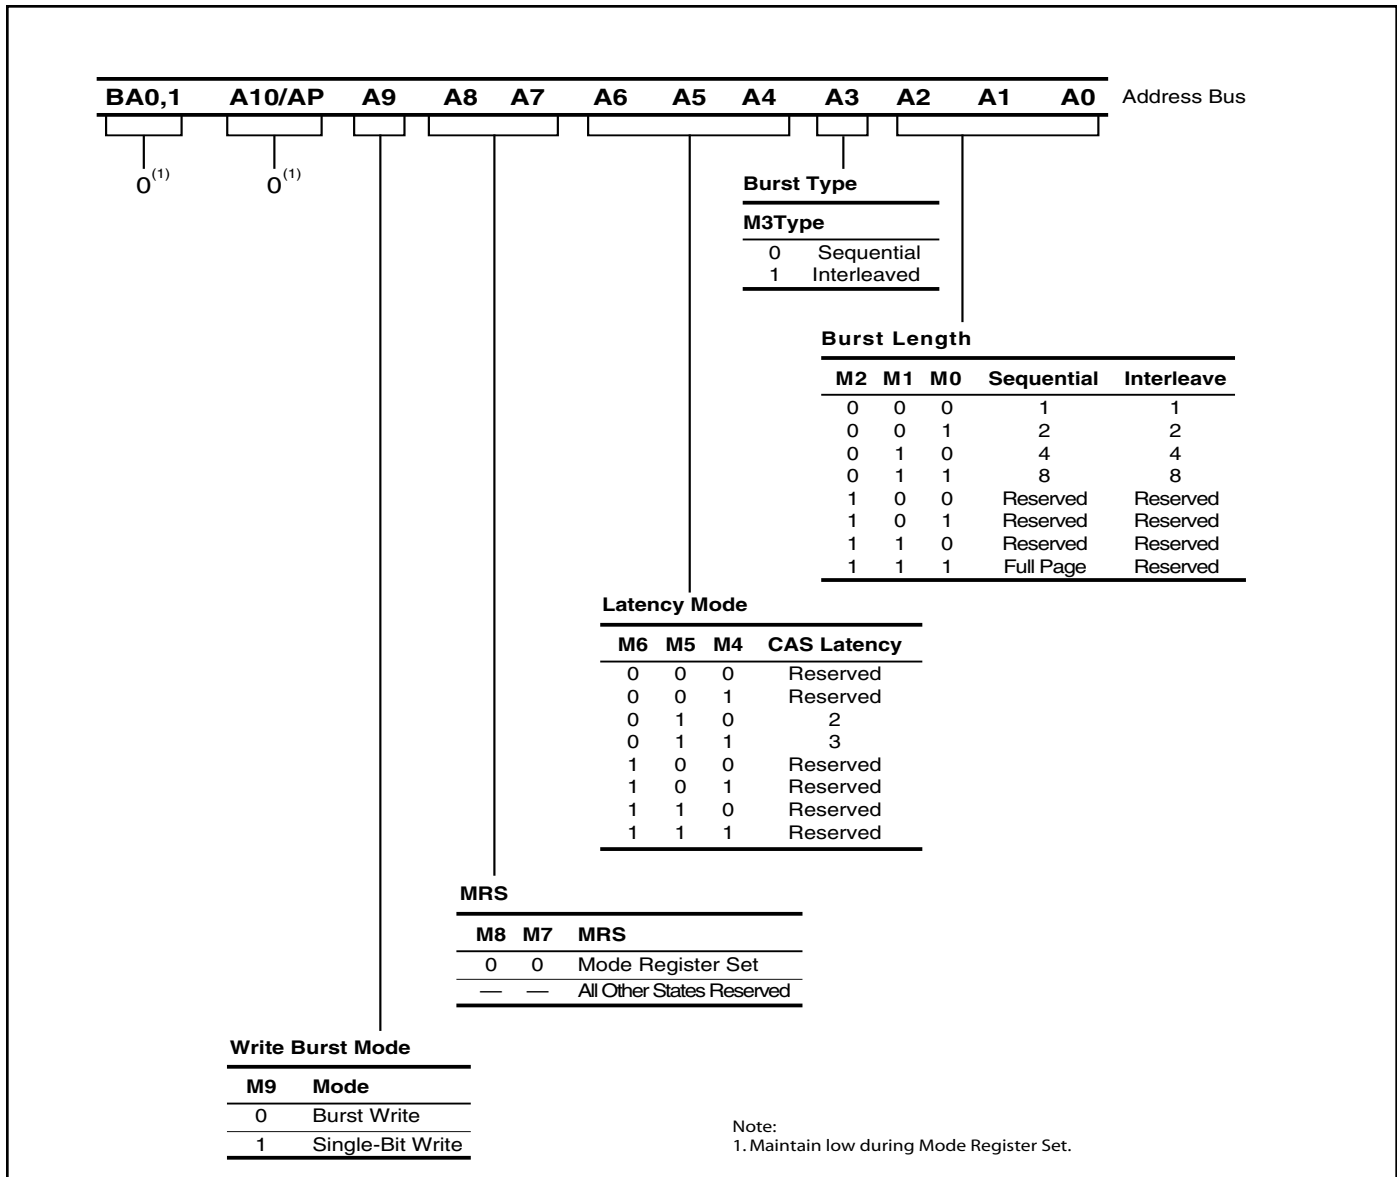 BA0,1 A10/AP A9 A8 A7 A6 A5 A4 A3 A2 A1 A0 Address Bus
0(1) 0(1)
Burst Type
M3Type
0 Sequential
1 Interleaved
Burst Length
M2 M1 M0 Sequential Interleave
0 0 0 1 1
0 0 1 2 2
0 1 0 4 4
0 1 1 8 8
1 0 0 Reserved Reserved
1 0 1 Reserved Reserved
1 1 0 Reserved Reserved
1 1 1 Full Page Reserved
Latency Mode
M6 M5 M4 CAS Latency
0 0 0 Reserved
0 0 1 Reserved
0 1 0 2
0 1 1 3
1 0 0 Reserved
1 0 1 Reserved
1 1 0 Reserved
1 1 1 Reserved
MRS
M8 M7 MRS
0 0 Mode Register Set
— — All Other States Reserved
Write Burst Mode
M9 Mode
0 Burst Write
1 Single-Bit Write
Note:
1. Maintain low during Mode Register Set.